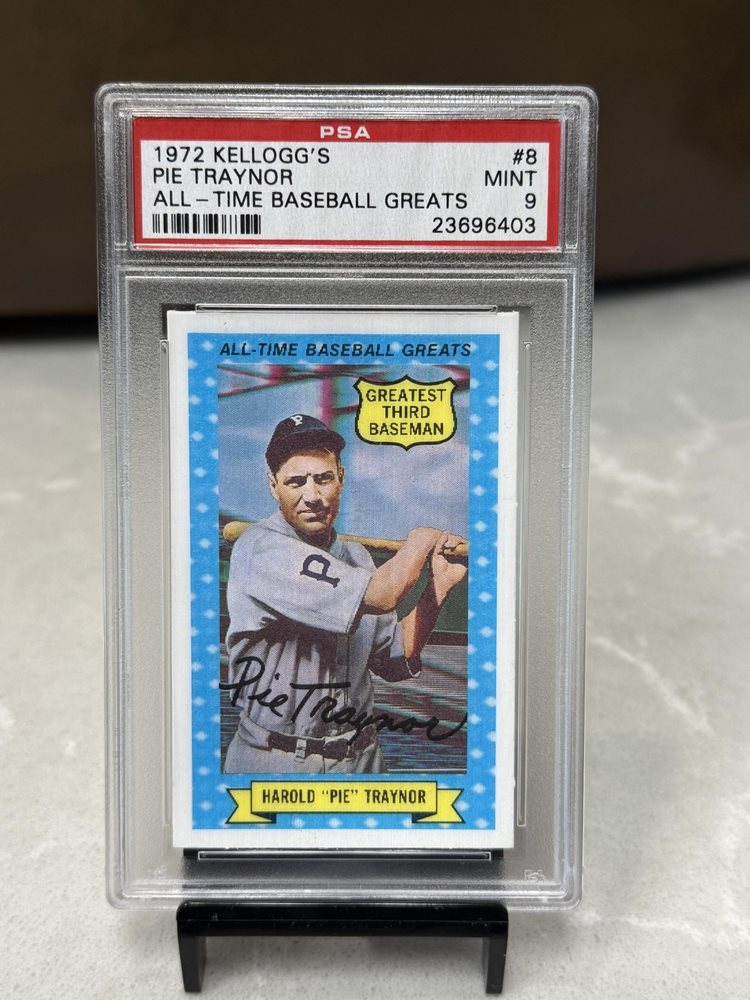 PSA
1972 KELLOGG'S #8
PIE TRAYNOR MINT
ALL-TIME BASEBALL GREATS 9
23696403
ALL-TIME BASEBALL GREATS
GREATEST
THIRD
BASEMAN
P
P
Pie Traynor
HAROLD "PIE" TRAYNOR